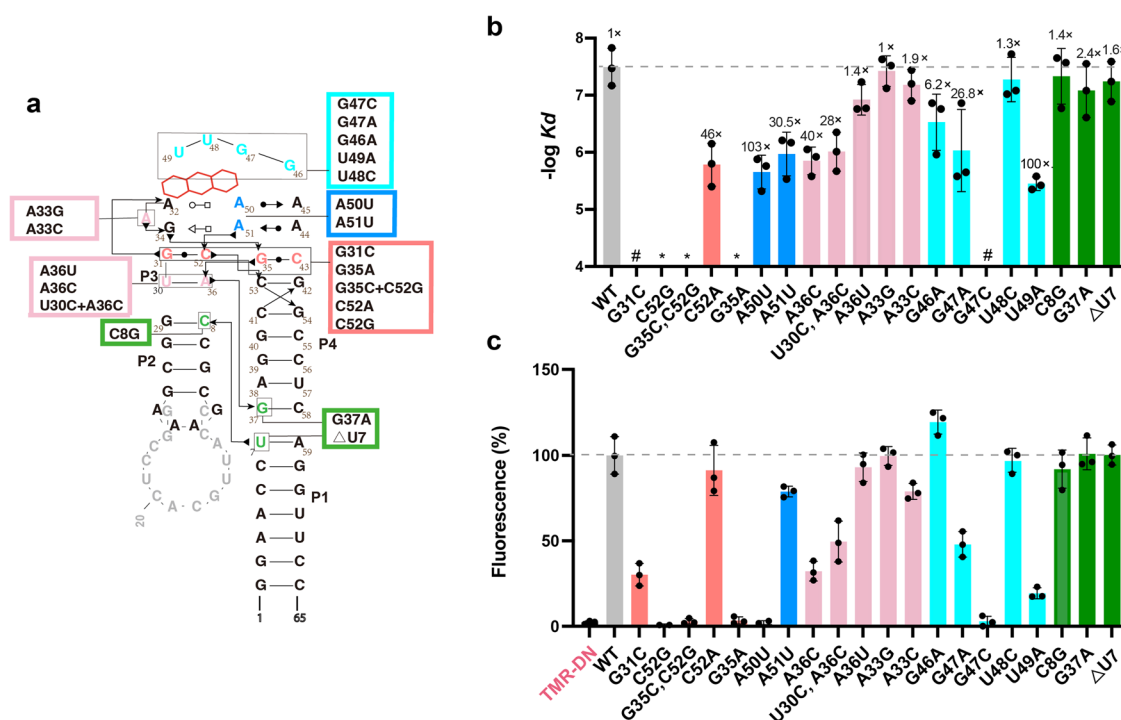 a
G47C
G47A
G46A
U49A
U48C
U U G G
49 48 47 46
A33G
A33C
A A A
32 50 45
A
A50U
A51U
G A A
34 51 44
G C G C
31 52 35 43
G31C
G35A
G35C+C52G
C52A
C52G
A36U
A36C
U30C+A36C
P3
U A C G
30 36 53 42
C8G
G C
29 8
C G
41 54
P4
P2
G G
G C
40 55
C G
G C
39 56
G C
A U
38 57
A G G C G
G C
37 58
G37A
△U7
G A A C A
U A
7 59
C G
P1
C G
A U
A U
G C
G C
1 65
C C U C A C G U U A
20
b
-log Kd
8
7
6
5
4
1× # * * 46× * 103× 30.5× 40× 28× 1.4× 1× 1.9× 6.2× 26.8× # 1.3× 100× 1.4× 2.4× 1.6×
WT
G31C
C52G
G35C, C52G
C52A
G35A
A50U
A51U
A36C
U30C, A36C
A36U
A33G
A33C
G46A
G47A
G47C
U48C
U49A
C8G
G37A
△U7
c
Fluorescence (%)
100
50
0
TMR-DN
WT
G31C
C52G
G35C, C52G
C52A
G35A
A50U
A51U
A36C
U30C, A36C
A36U
A33G
A33C
G46A
G47A
G47C
U48C
U49A
C8G
G37A
△U7